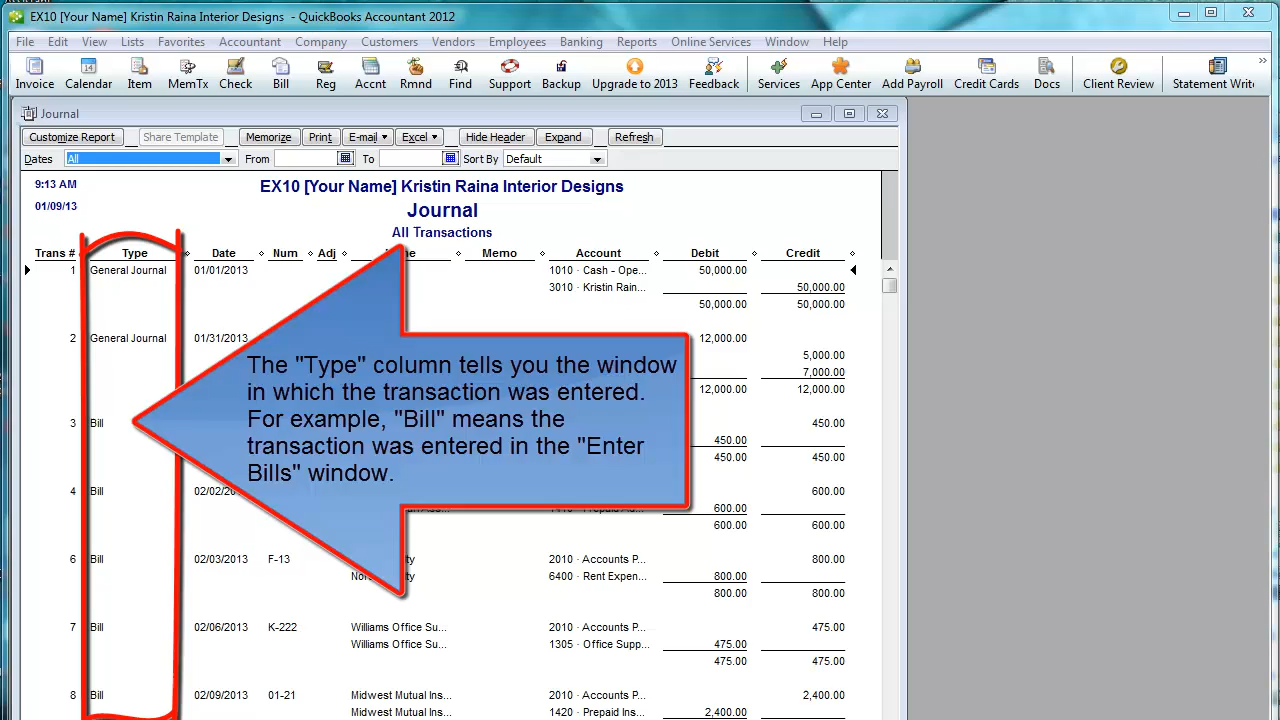 EX10 [Your Name] Kristin Raina Interior Designs - QuickBooks Accountant 2012
File Edit View Lists Favorites Accountant Company Customers Vendors Employees Banking Reports Online Services Window Help
Invoice Calendar Item MemTx Check Bill Reg Accnt Rmnd Find Support Backup Upgrade to 2013 Feedback Services App Center Add Payroll Credit Cards Docs Client Review Statement Write
Journal
Customize Report Share Template Memorize Print E-mail Excel Hide Header Expand Refresh
Dates All From To Sort By Default
9:13 AM EX10 [Your Name] Kristin Raina Interior Designs
01/09/13 Journal
All Transactions
Trans # Type Date Num Adj Memo Account Debit Credit
1 General Journal 01/01/2013 1010 · Cash - Ope... 50,000.00
3010 · Kristin Rain... 50,000.00
50,000.00 50,000.00
2 General Journal 01/31/2013 12,000.00
5,000.00
7,000.00
12,000.00 12,000.00
The "Type" column tells you the window
in which the transaction was entered.
For example, "Bill" means the
transaction was entered in the "Enter
Bills" window.
3 Bill 450.00
450.00
450.00 450.00
4 Bill 600.00
600.00
600.00 600.00
6 Bill 02/03/2013 F-13 2010 · Accounts P... 800.00
6400 · Rent Expen... 800.00
800.00 800.00
7 Bill 02/06/2013 K-222 Williams Office Su... 2010 · Accounts P... 475.00
Williams Office Su... 1305 · Office Supp... 475.00
475.00 475.00
8 Bill 02/09/2013 01-21 Midwest Mutual Ins... 2010 · Accounts P... 2,400.00
Midwest Mutual Ins... 1420 · Prepaid Ins... 2,400.00